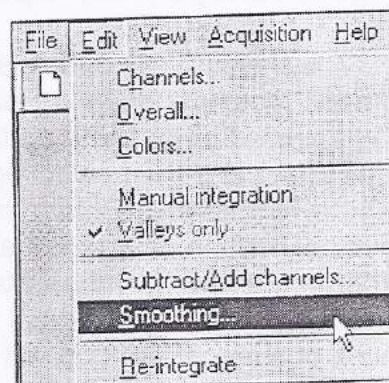 File Edit View Acquisition Help
Channels...
Overall...
Colors...
Manual integration
Valleys only
Subtract/Add channels...
Smoothing...
Re-integrate